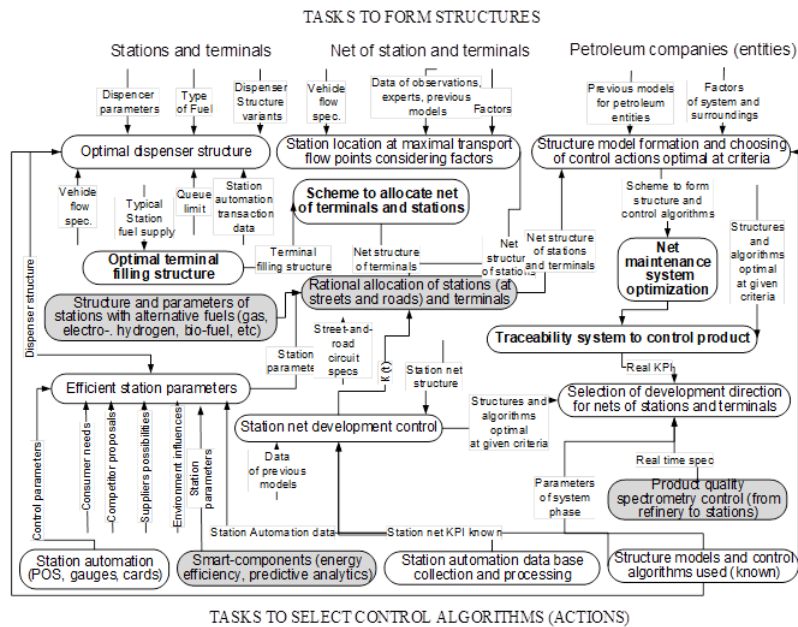 TASKS TO FORM STRUCTURES
Stations and terminals
Net of station and terminals
Petroleum companies (entities)
Dispencer
parameters
Type
of Fuel
Dispenser
Structure
variants
Vehicle
flow
spec.
Data of observations,
experts, previous
models
Factors
Previous models
for petroleum
entities
Factors
of system and
surroundings
Optimal dispenser structure
Station location at maximal transport
flow points considering factors
Structure model formation and choosing
of control actions optimal at criteria
Vehicle
flow
spec.
Typical
Station
fuel supply
Queue
limit
Station
automation
transaction
data
Scheme to allocate net
of terminals and stations
Scheme to form
structure and
control algorithms
Optimal terminal
filling structure
Terminal
filling structure
Net structure
of terminals
Net
structure
of stations
Net structure
of stations
and terminals
Net
maintenance
system
optimization
Structures
and
algorithms
optimal
at given
criteria
Dispenser structure
Structure and parameters of
stations with alternative fuels (gas,
electro-. hydrogen, bio-fuel, etc)
Rational allocation of stations (at
streets and roads) and terminals
Station
parameters
Street-and-
road
circuit
specs
K (t)
Traceability system to control product
Real KPI
Efficient station parameters
Station net
structure
Selection of development direction
for nets of stations and terminals
Station net development control
Structures and
algorithms
optimal
at given criteria
Control parameters
Consumer needs
Competitor proposals
Suppliers possibilities
Environment influences
Station
parameters
Data
of previous
models
Real time spec
Parameters
of system
phase
Product quality
spectrometry control (from
refinery to stations)
Station Automation data
Station net KPI known
Station automation
(POS, gauges, cards)
Smart-components (energy
efficiency, predictive analytics)
Station automation data base
collection and processing
Structure models and control
algorithms used (known)
TASKS TO SELECT CONTROL ALGORITHMS (ACTIONS)